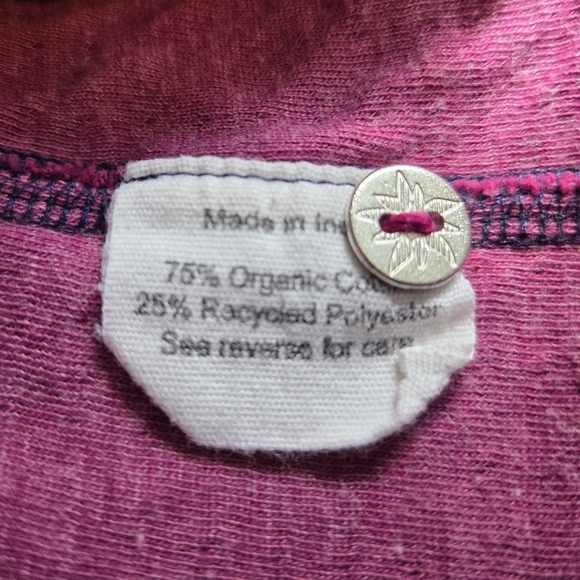 Made in
75% Organic
25% Recycled Polyester
See reverse for care